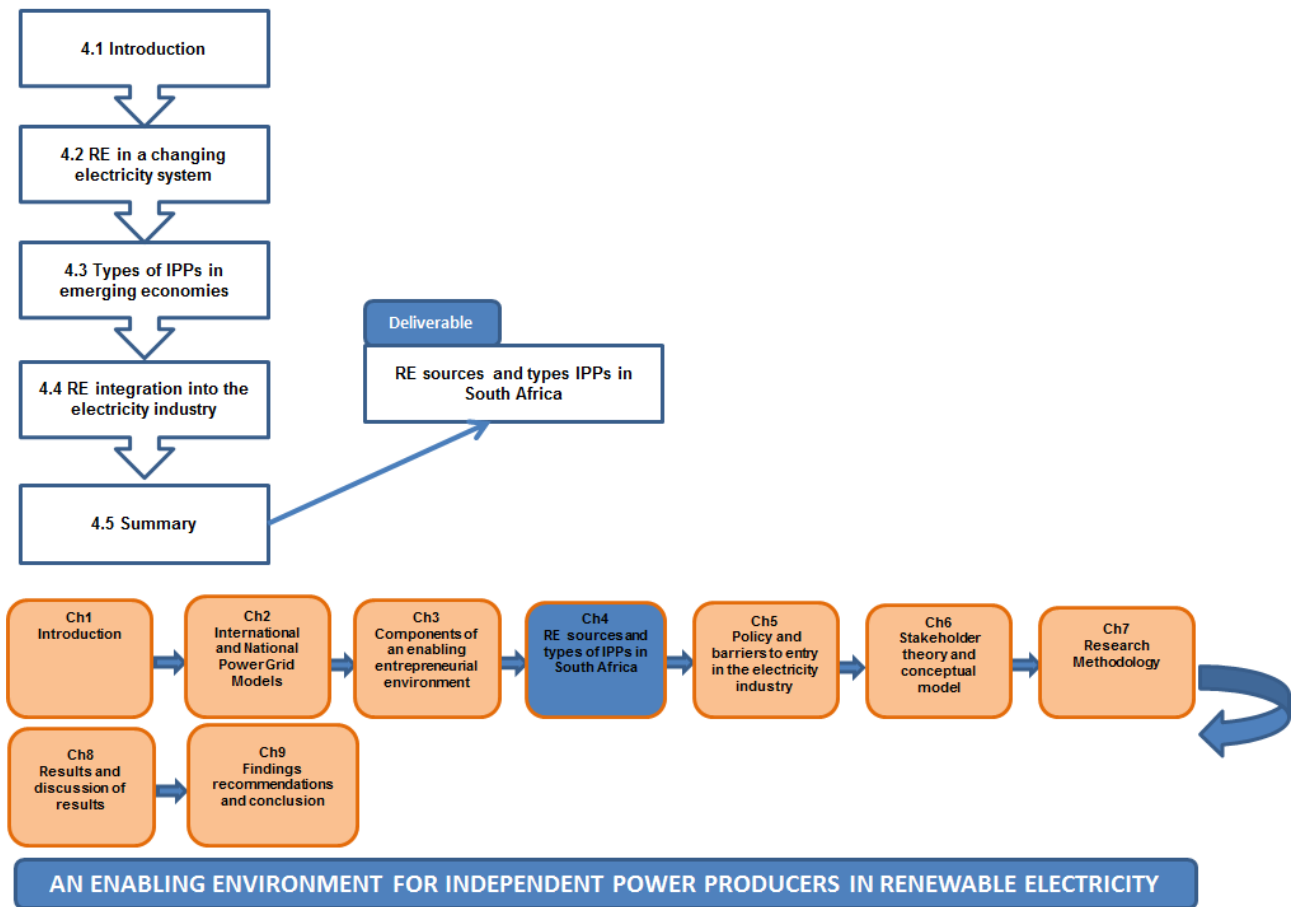 4.1 Introduction
4.2 RE in a changing
electricity system
4.3 Types of IPPs in
emerging economies
4.4 RE integration into the
electricity industry
4.5 Summary
Deliverable
RE sources and types IPPs in
South Africa
Ch1
Introduction
Ch2
International
and National
Power Grid
Models
Ch3
Components of
an enabling
entrepreneurial
environment
Ch4
RE sources and
types of IPPs in
South Africa
Ch5
Policy and
barriers to entry
in the electricity
industry
Ch6
Stakeholder
theory and
conceptual
model
Ch7
Research
Methodology
Ch8
Results and
discussion of
results
Ch9
Findings
recommendations
and conclusion
AN ENABLING ENVIRONMENT FOR INDEPENDENT POWER PRODUCERS IN RENEWABLE ELECTRICITY